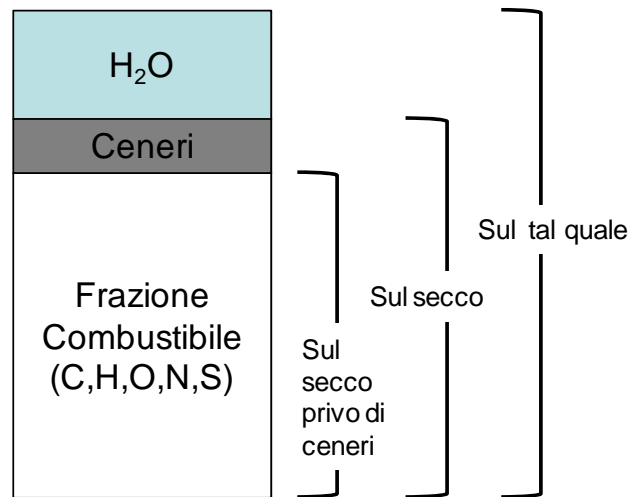 H₂O
Ceneri
Frazione
Combustibile
(C,H,O,N,S)
Sul
secco
privo di
ceneri
Sul secco
Sul tal quale